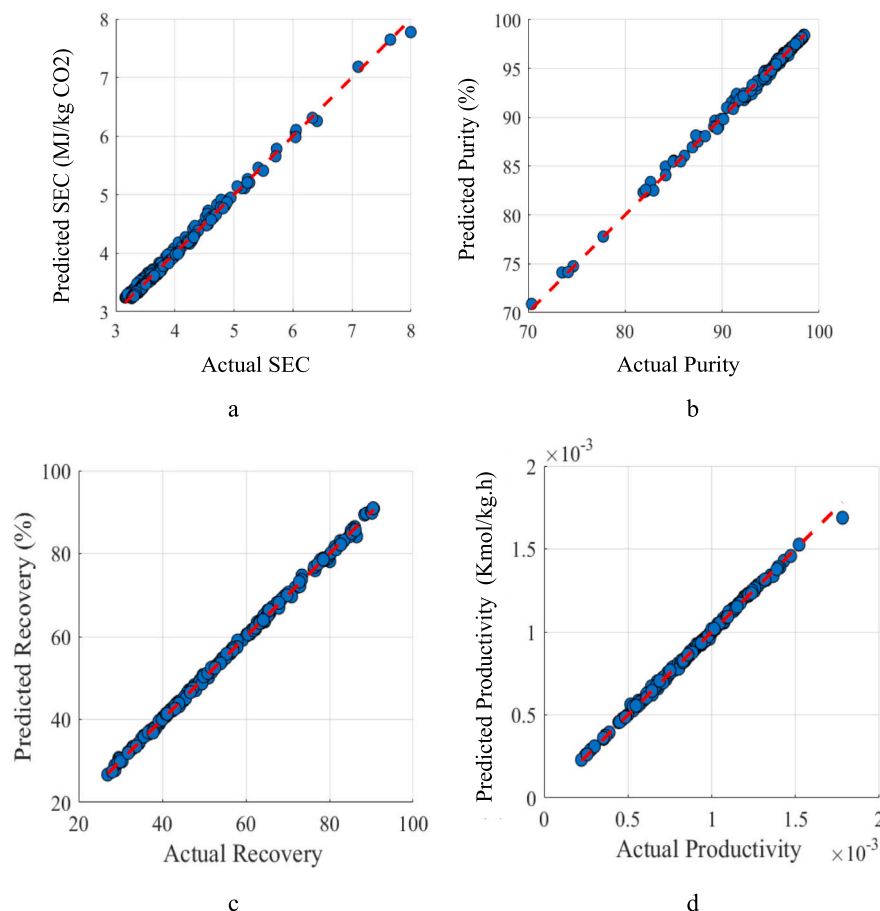 8
7
6
5
4
3
3 4 5 6 7 8
Predicted SEC (MJ/kg CO2)
Actual SEC
a
100
95
90
85
80
75
70
70 80 90 100
Predicted Purity (%)
Actual Purity
b
100
80
60
40
20
20 40 60 80 100
Predicted Recovery (%)
Actual Recovery
c
×10⁻³
2
1.5
1
0.5
0
0 0.5 1 1.5 2
Predicted Productivity (Kmol/kg.h)
Actual Productivity ×10⁻³
d